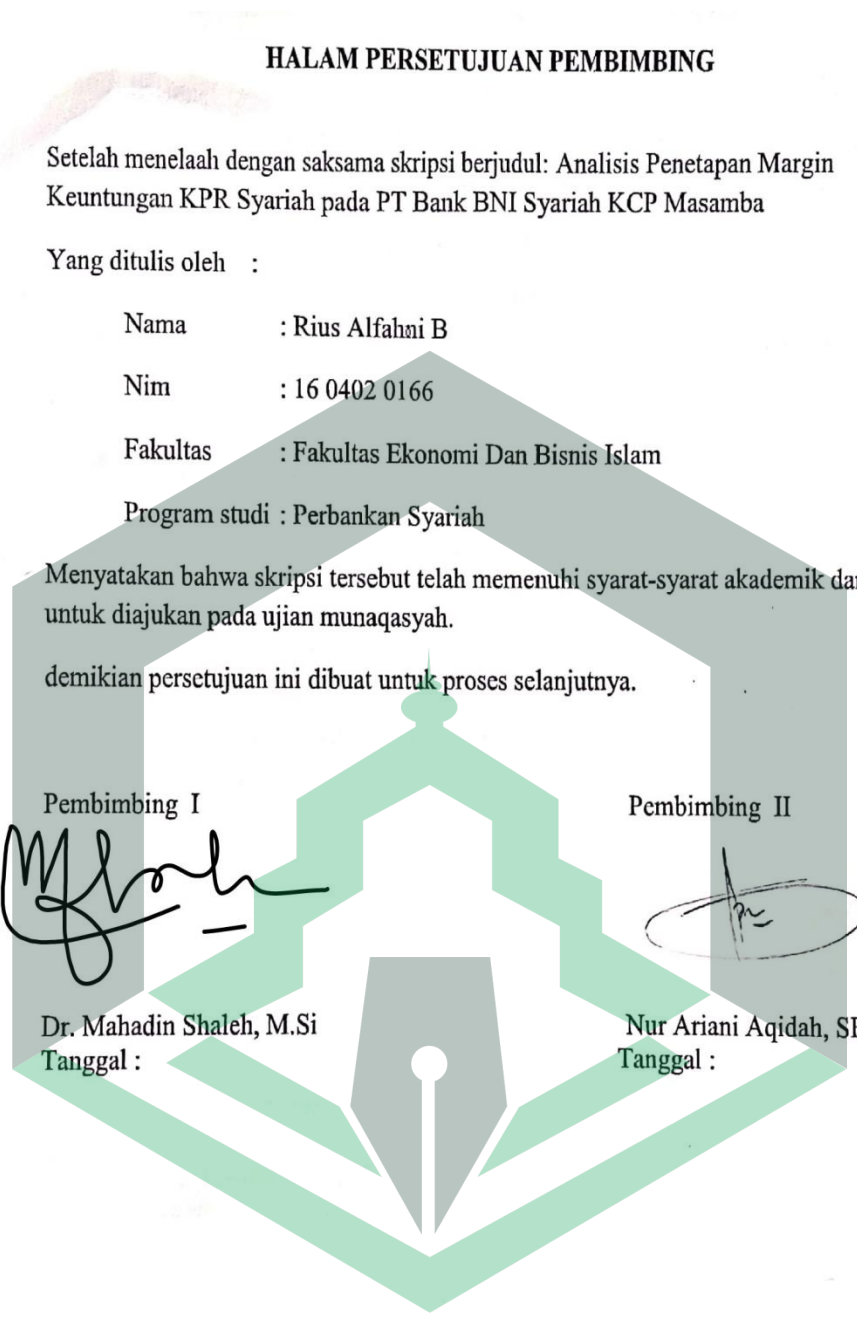 HALAM PERSETUJUAN PEMBIMBING
Setelah menelaah dengan saksama skripsi berjudul: Analisis Penetapan Margin
Keuntungan KPR Syariah pada PT Bank BNI Syariah KCP Masamba
Yang ditulis oleh :
Nama : Rius Alfahni B
Nim : 16 0402 0166
Fakultas : Fakultas Ekonomi Dan Bisnis Islam
Program studi : Perbankan Syariah
Menyatakan bahwa skripsi tersebut telah memenuhi syarat-syarat akademik
untuk diajukan pada ujian munaqasyah.
demikian persetujuan ini dibuat untuk proses selanjutnya.
Pembimbing I Pembimbing II
Dr. Mahadin Shaleh, M.Si Nur Ariani Aqidah,
Tanggal : Tanggal :